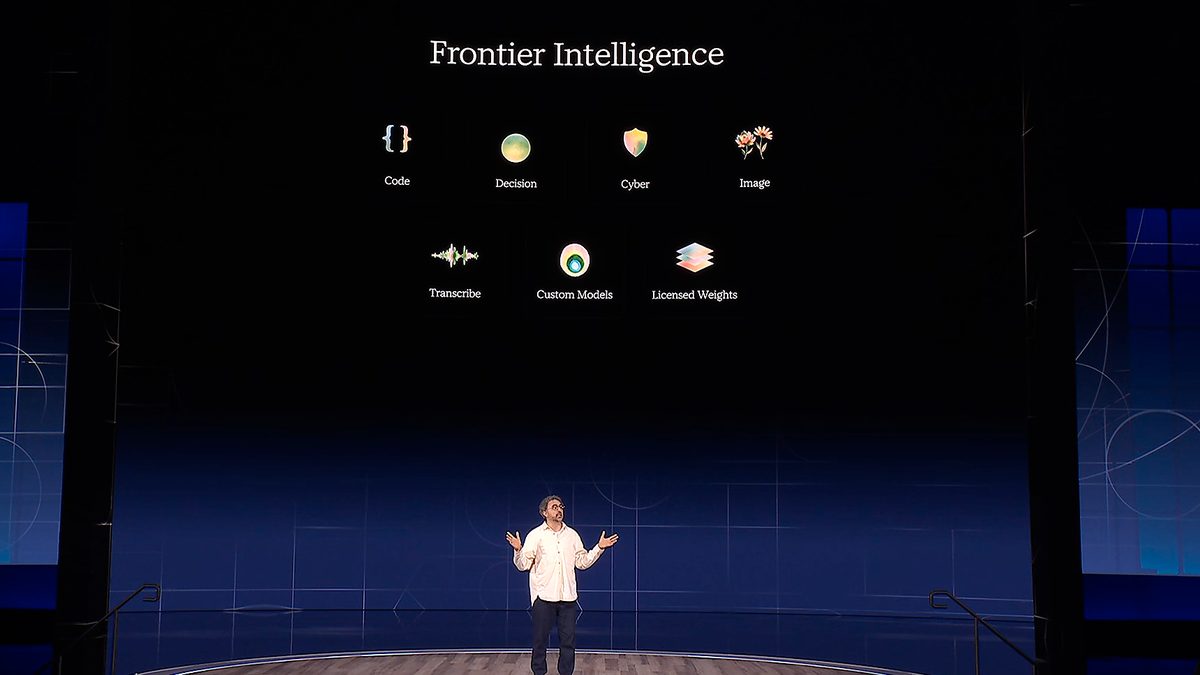 Frontier Intelligence
Code
Decision
Cyber
Image
Transcribe
Custom Models
Licensed Weights